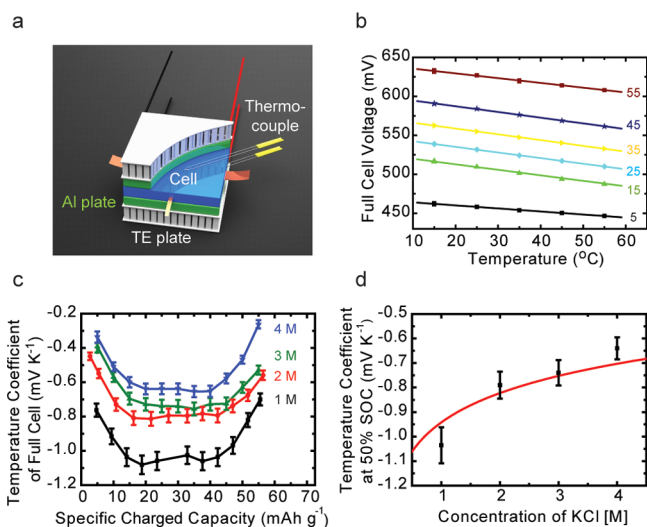 a
Thermo-
couple
Cell
Al plate
TE plate
b
Full Cell Voltage (mV)
650
600
550
500
450
10 20 30 40 50 60
Temperature (°C)
55
45
35
25
15
5
c
Temperature Coefficient
of Full Cell (mV K⁻¹)
-0.2
-0.4
-0.6
-0.8
-1.0
-1.2
0 10 20 30 40 50 60 70
Specific Charged Capacity (mAh g⁻¹)
4 M
3 M
2 M
1 M
d
Temperature Coefficient
at 50% SOC (mV K⁻¹)
-0.5
-0.6
-0.7
-0.8
-0.9
-1.0
-1.1
-1.2
1 2 3 4
Concentration of KCl [M]